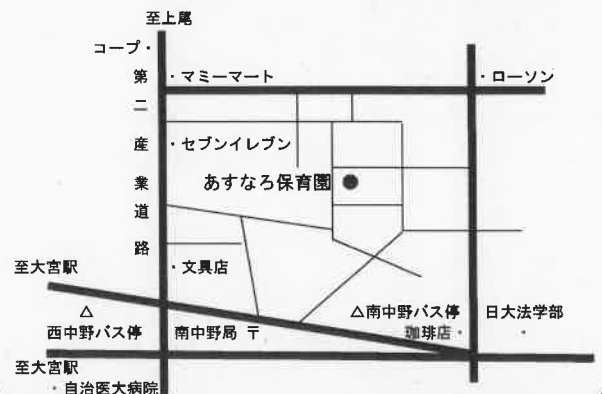 至上尾
コープ・
第二産業道路
・マミーマート
・ローソン
・セブンイレブン
あすなろ保育園
・文具店
至大宮駅
△
西中野バス停
南中野局 〒
△南中野バス停
珈琲店・
日大法学部
・
至大宮駅
・自治医大病院